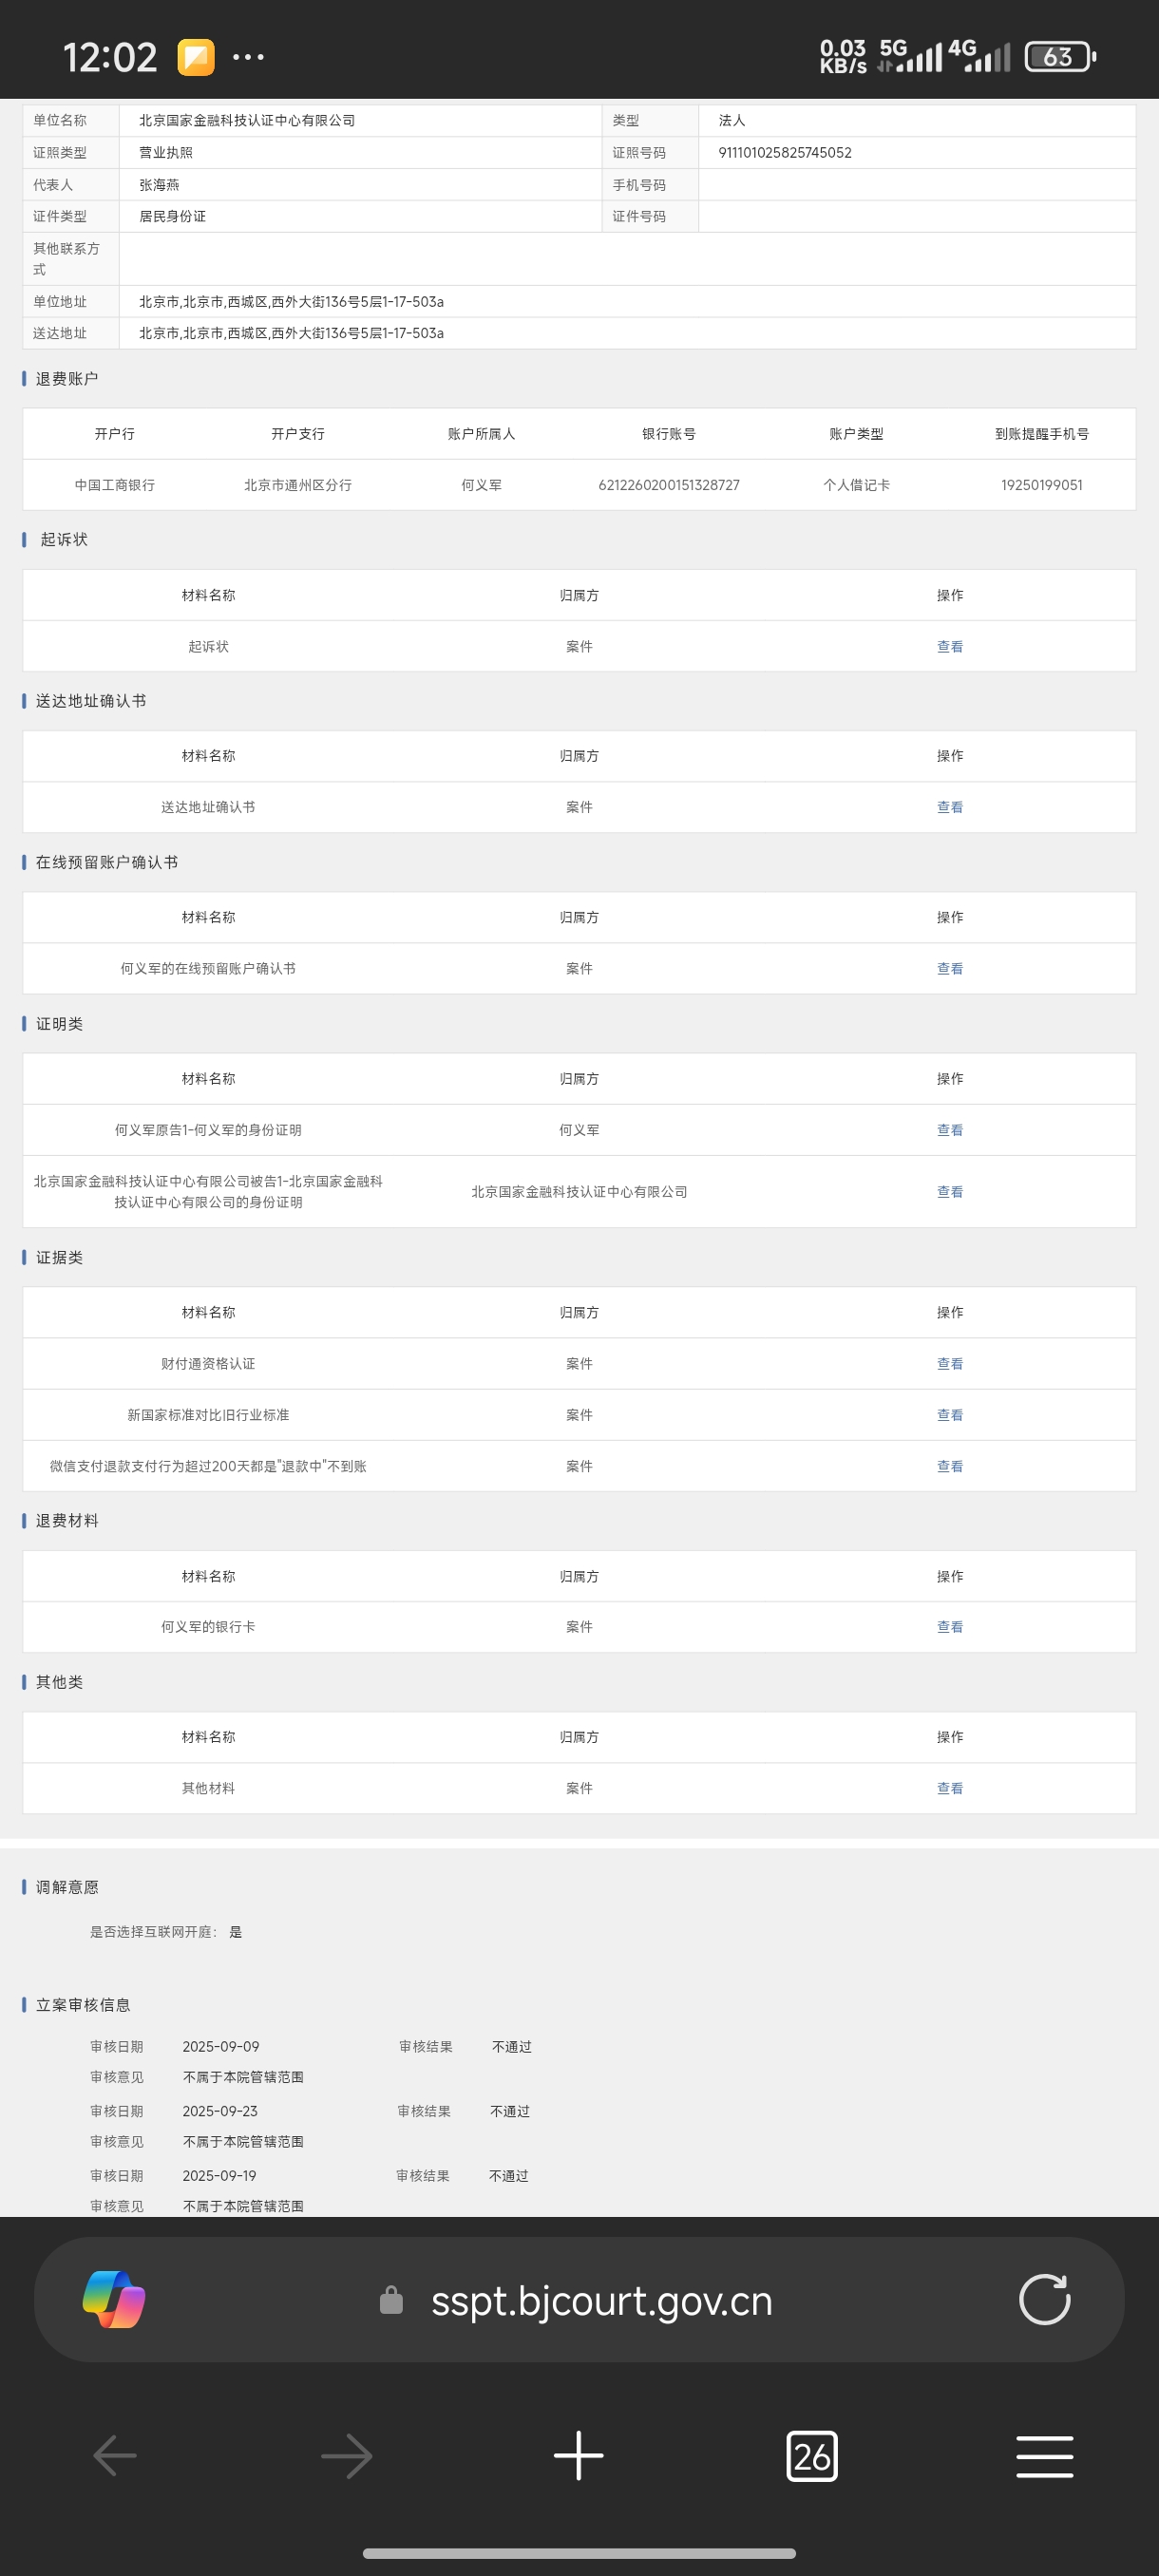 12:02 ··· 0.03 KB/s 5G 4G 63
单位名称 北京国家金融科技认证中心有限公司 类型 法人
证照类型 营业执照 证照号码 911101025825745052
代表人 张海燕 手机号码
证件类型 居民身份证 证件号码
其他联系方
式
单位地址 北京市,北京市,西城区,西外大街136号5层1-17-503a
送达地址 北京市,北京市,西城区,西外大街136号5层1-17-503a
退费账户
开户行 开户支行 账户所属人 银行账号 账户类型 到账提醒手机号
中国工商银行 北京市通州区分行 何义军 6212260200151328727 个人借记卡 19250199051
起诉状
材料名称 归属方 操作
起诉状 案件 查看
送达地址确认书
材料名称 归属方 操作
送达地址确认书 案件 查看
在线预留账户确认书
材料名称 归属方 操作
何义军的在线预留账户确认书 案件 查看
证明类
材料名称 归属方 操作
何义军原告1-何义军的身份证明 何义军 查看
北京国家金融科技认证中心有限公司被告1-北京国家金融科
技认证中心有限公司的身份证明 北京国家金融科技认证中心有限公司 查看
证据类
材料名称 归属方 操作
财付通资格认证 案件 查看
新国家标准对比旧行业标准 案件 查看
微信支付退款支付行为超过200天都是"退款中"不到账 案件 查看
退费材料
材料名称 归属方 操作
何义军的银行卡 案件 查看
其他类
材料名称 归属方 操作
其他材料 案件 查看
调解意愿
是否选择互联网开庭： 是
立案审核信息
审核日期 2025-09-09 审核结果 不通过
审核意见 不属于本院管辖范围
审核日期 2025-09-23 审核结果 不通过
审核意见 不属于本院管辖范围
审核日期 2025-09-19 审核结果 不通过
审核意见 不属于本院管辖范围
sspt.bjcourt.gov.cn
26